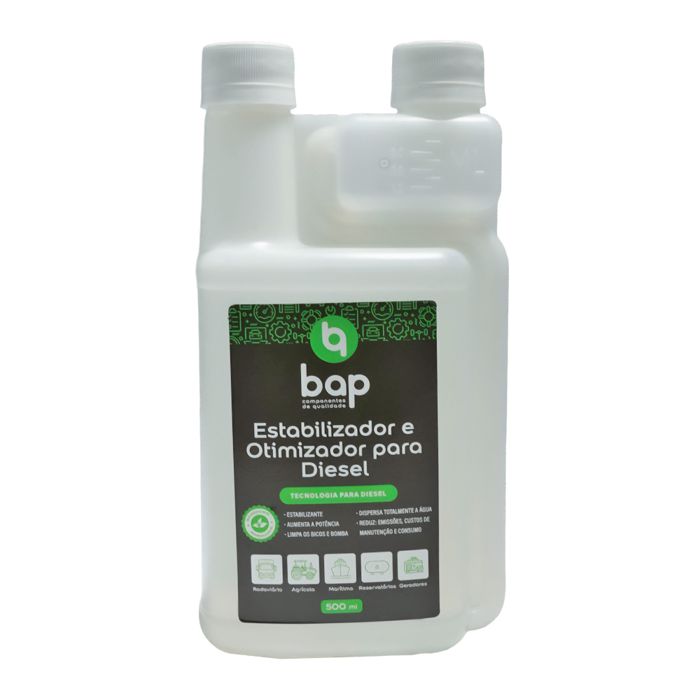 bap
componentes
de qualidade
Estabilizador e
Otimizador para
Diesel
TECNOLOGIA PARA DIESEL
• ESTABILIZANTE
• AUMENTA A POTÊNCIA
• LIMPA OS BICOS E BOMBA
• DISPERSA TOTALMENTE A ÁGUA
• REDUZ: EMISSÕES, CUSTOS DE
MANUTENÇÃO E CONSUMO
Rodoviário Agrícola Marítimo Reservatórios Geradores
500 ml